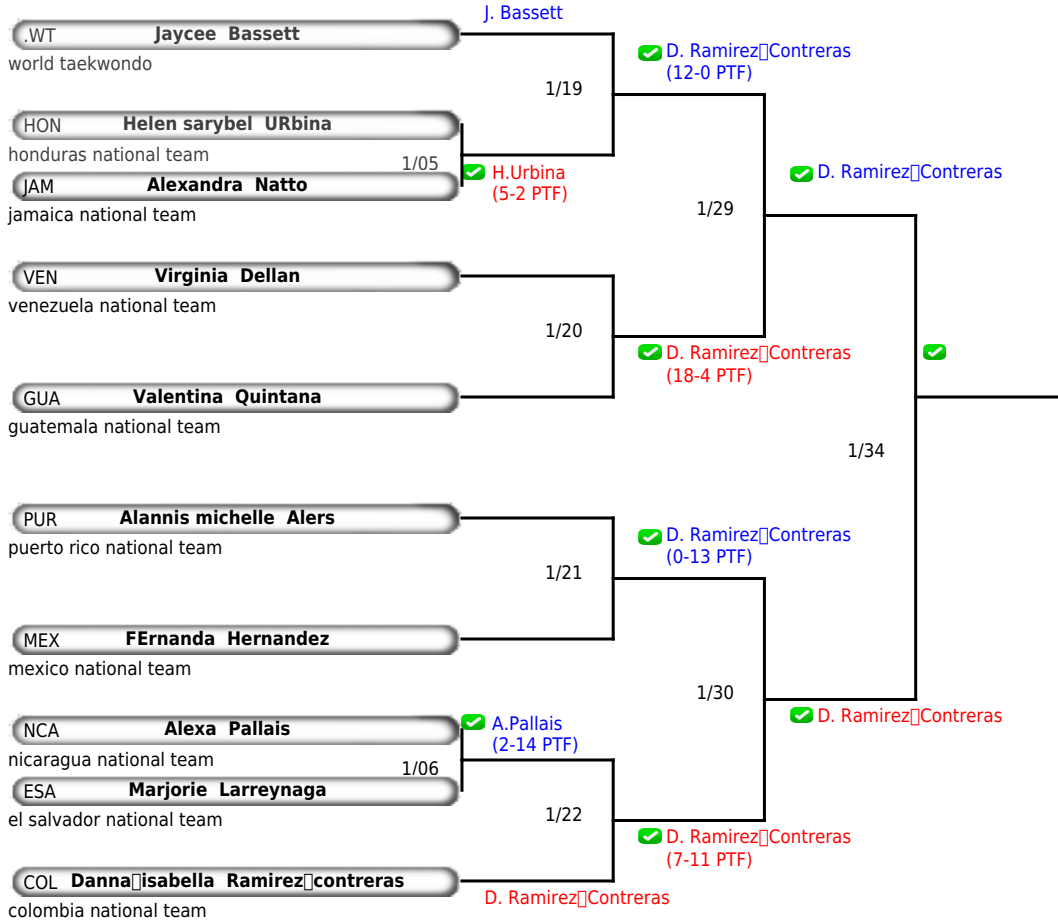 J. Bassett
.WT Jaycee Bassett
world taekwondo
D. Ramirez▯Contreras
(12-0 PTF)
1/19
HON Helen sarybel URbina
honduras national team
1/05
H.Urbina
(5-2 PTF)
JAM Alexandra Natto
jamaica national team
D. Ramirez▯Contreras
1/29
VEN Virginia Dellan
venezuela national team
1/20
D. Ramirez▯Contreras
(18-4 PTF)
GUA Valentina Quintana
guatemala national team
1/34
PUR Alannis michelle Alers
puerto rico national team
D. Ramirez▯Contreras
(0-13 PTF)
1/21
MEX FErnanda Hernandez
mexico national team
1/30
D. Ramirez▯Contreras
NCA Alexa Pallais
nicaragua national team
A.Pallais
(2-14 PTF)
1/06
ESA Marjorie Larreynaga
el salvador national team
1/22
D. Ramirez▯Contreras
(7-11 PTF)
COL Danna▯isabella Ramirez▯contreras
colombia national team
D. Ramirez▯Contreras